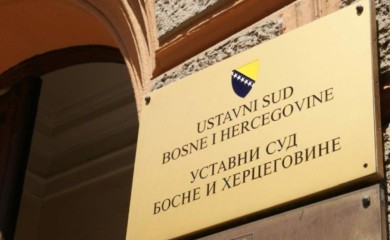 USTAVNI SUD
BOSNE I HERCEGOVINE
УСТАВНИ СУД
БОСНЕ И ХЕРЦЕГОВИНЕ